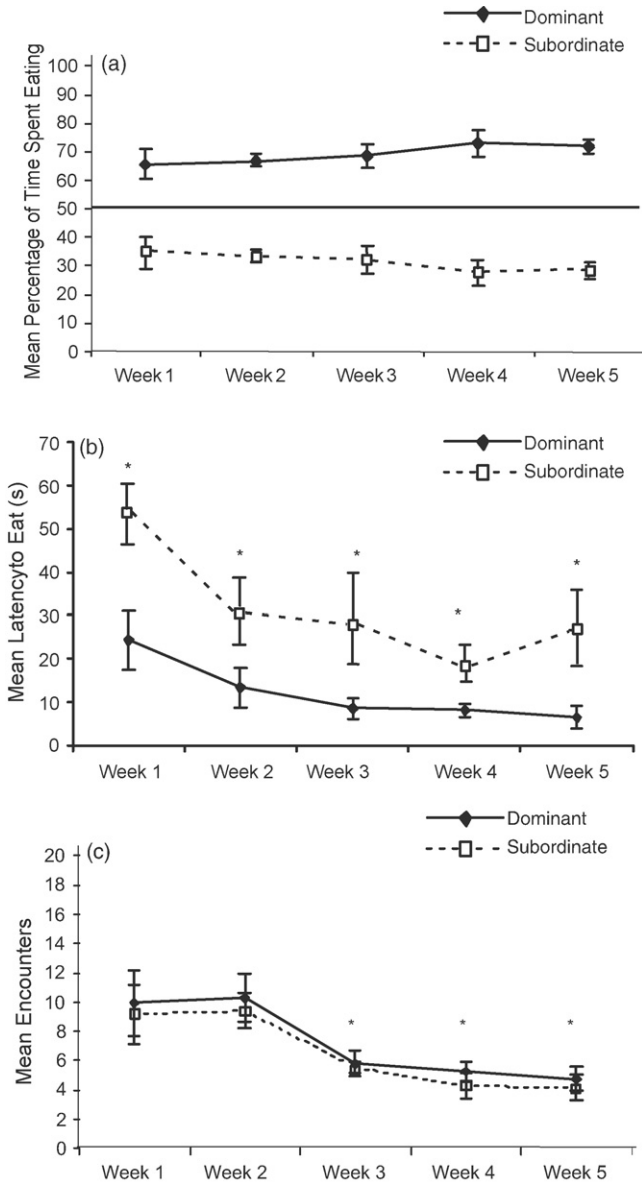 Dominant
Subordinate
(a)
Mean Percentage of Time Spent Eating
100
90
80
70
60
50
40
30
20
10
0
Week 1
Week 2
Week 3
Week 4
Week 5
Dominant
Subordinate
(b)
Mean Latencyto Eat (s)
70
60
50
40
30
20
10
0
*
*
*
*
*
Week 1
Week 2
Week 3
Week 4
Week 5
Dominant
Subordinate
(c)
Mean Encounters
20
18
16
14
12
10
8
6
4
2
0
*
*
*
Week 1
Week 2
Week 3
Week 4
Week 5